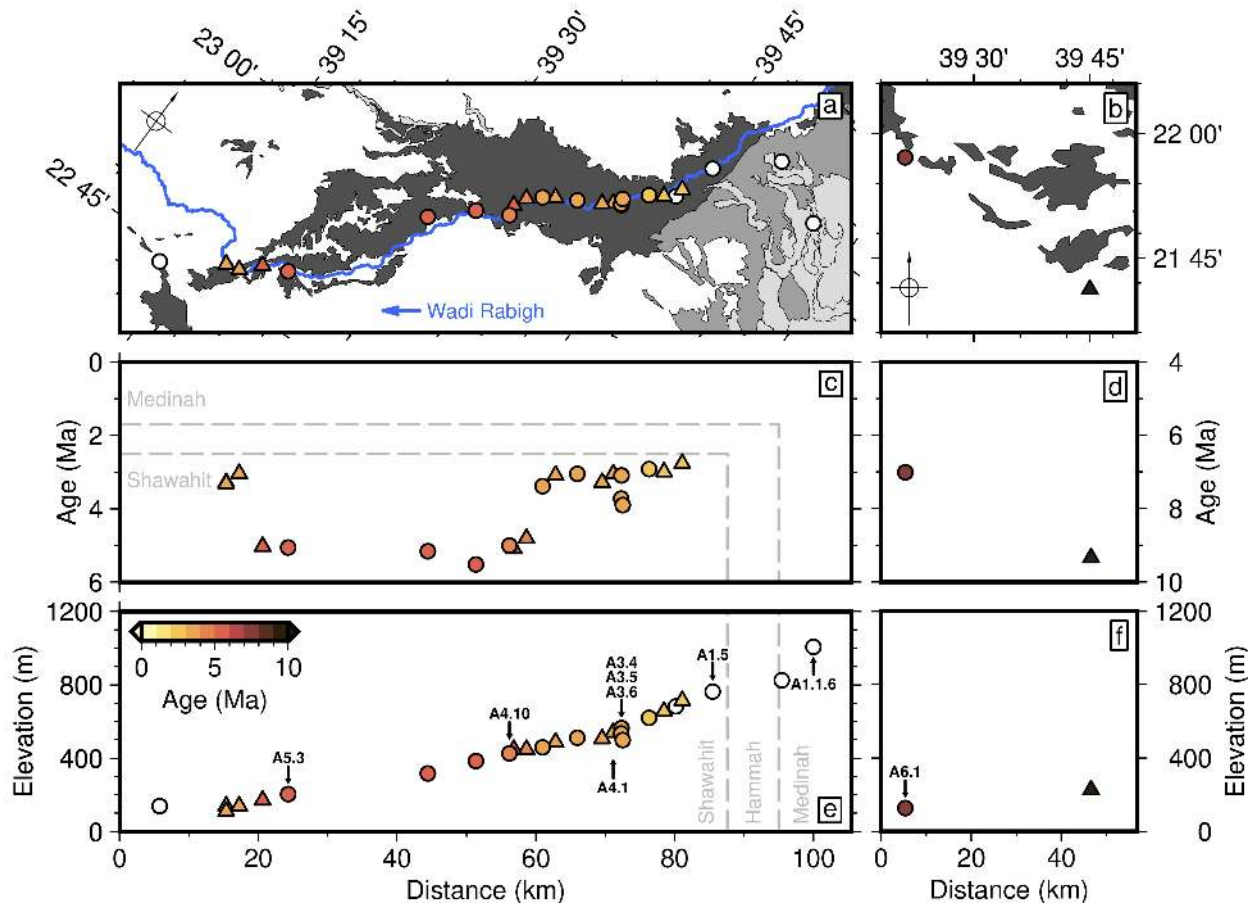 23 00'
39 15'
39 30'
39 45'
39 30'
39 45'
22 45'
a
b
22 00'
21 45'
Wadi Rabigh
0
2
4
6
Age (Ma)
Medinah
Shawahit
c
d
4
6
8
10
Age (Ma)
1200
800
400
0
Elevation (m)
0
5
10
Age (Ma)
A5.3
A4.10
A3.4
A3.5
A3.6
A4.1
A1.5
A1.1.6
Shawahit
Hammah
Medinah
e
f
A6.1
1200
800
400
0
Elevation (m)
0
20
40
60
80
100
Distance (km)
0
20
40
Distance (km)